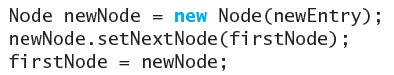 Node newNode = new Node(newEntry);
newNode.setNextNode(firstNode);
firstNode = newNode;